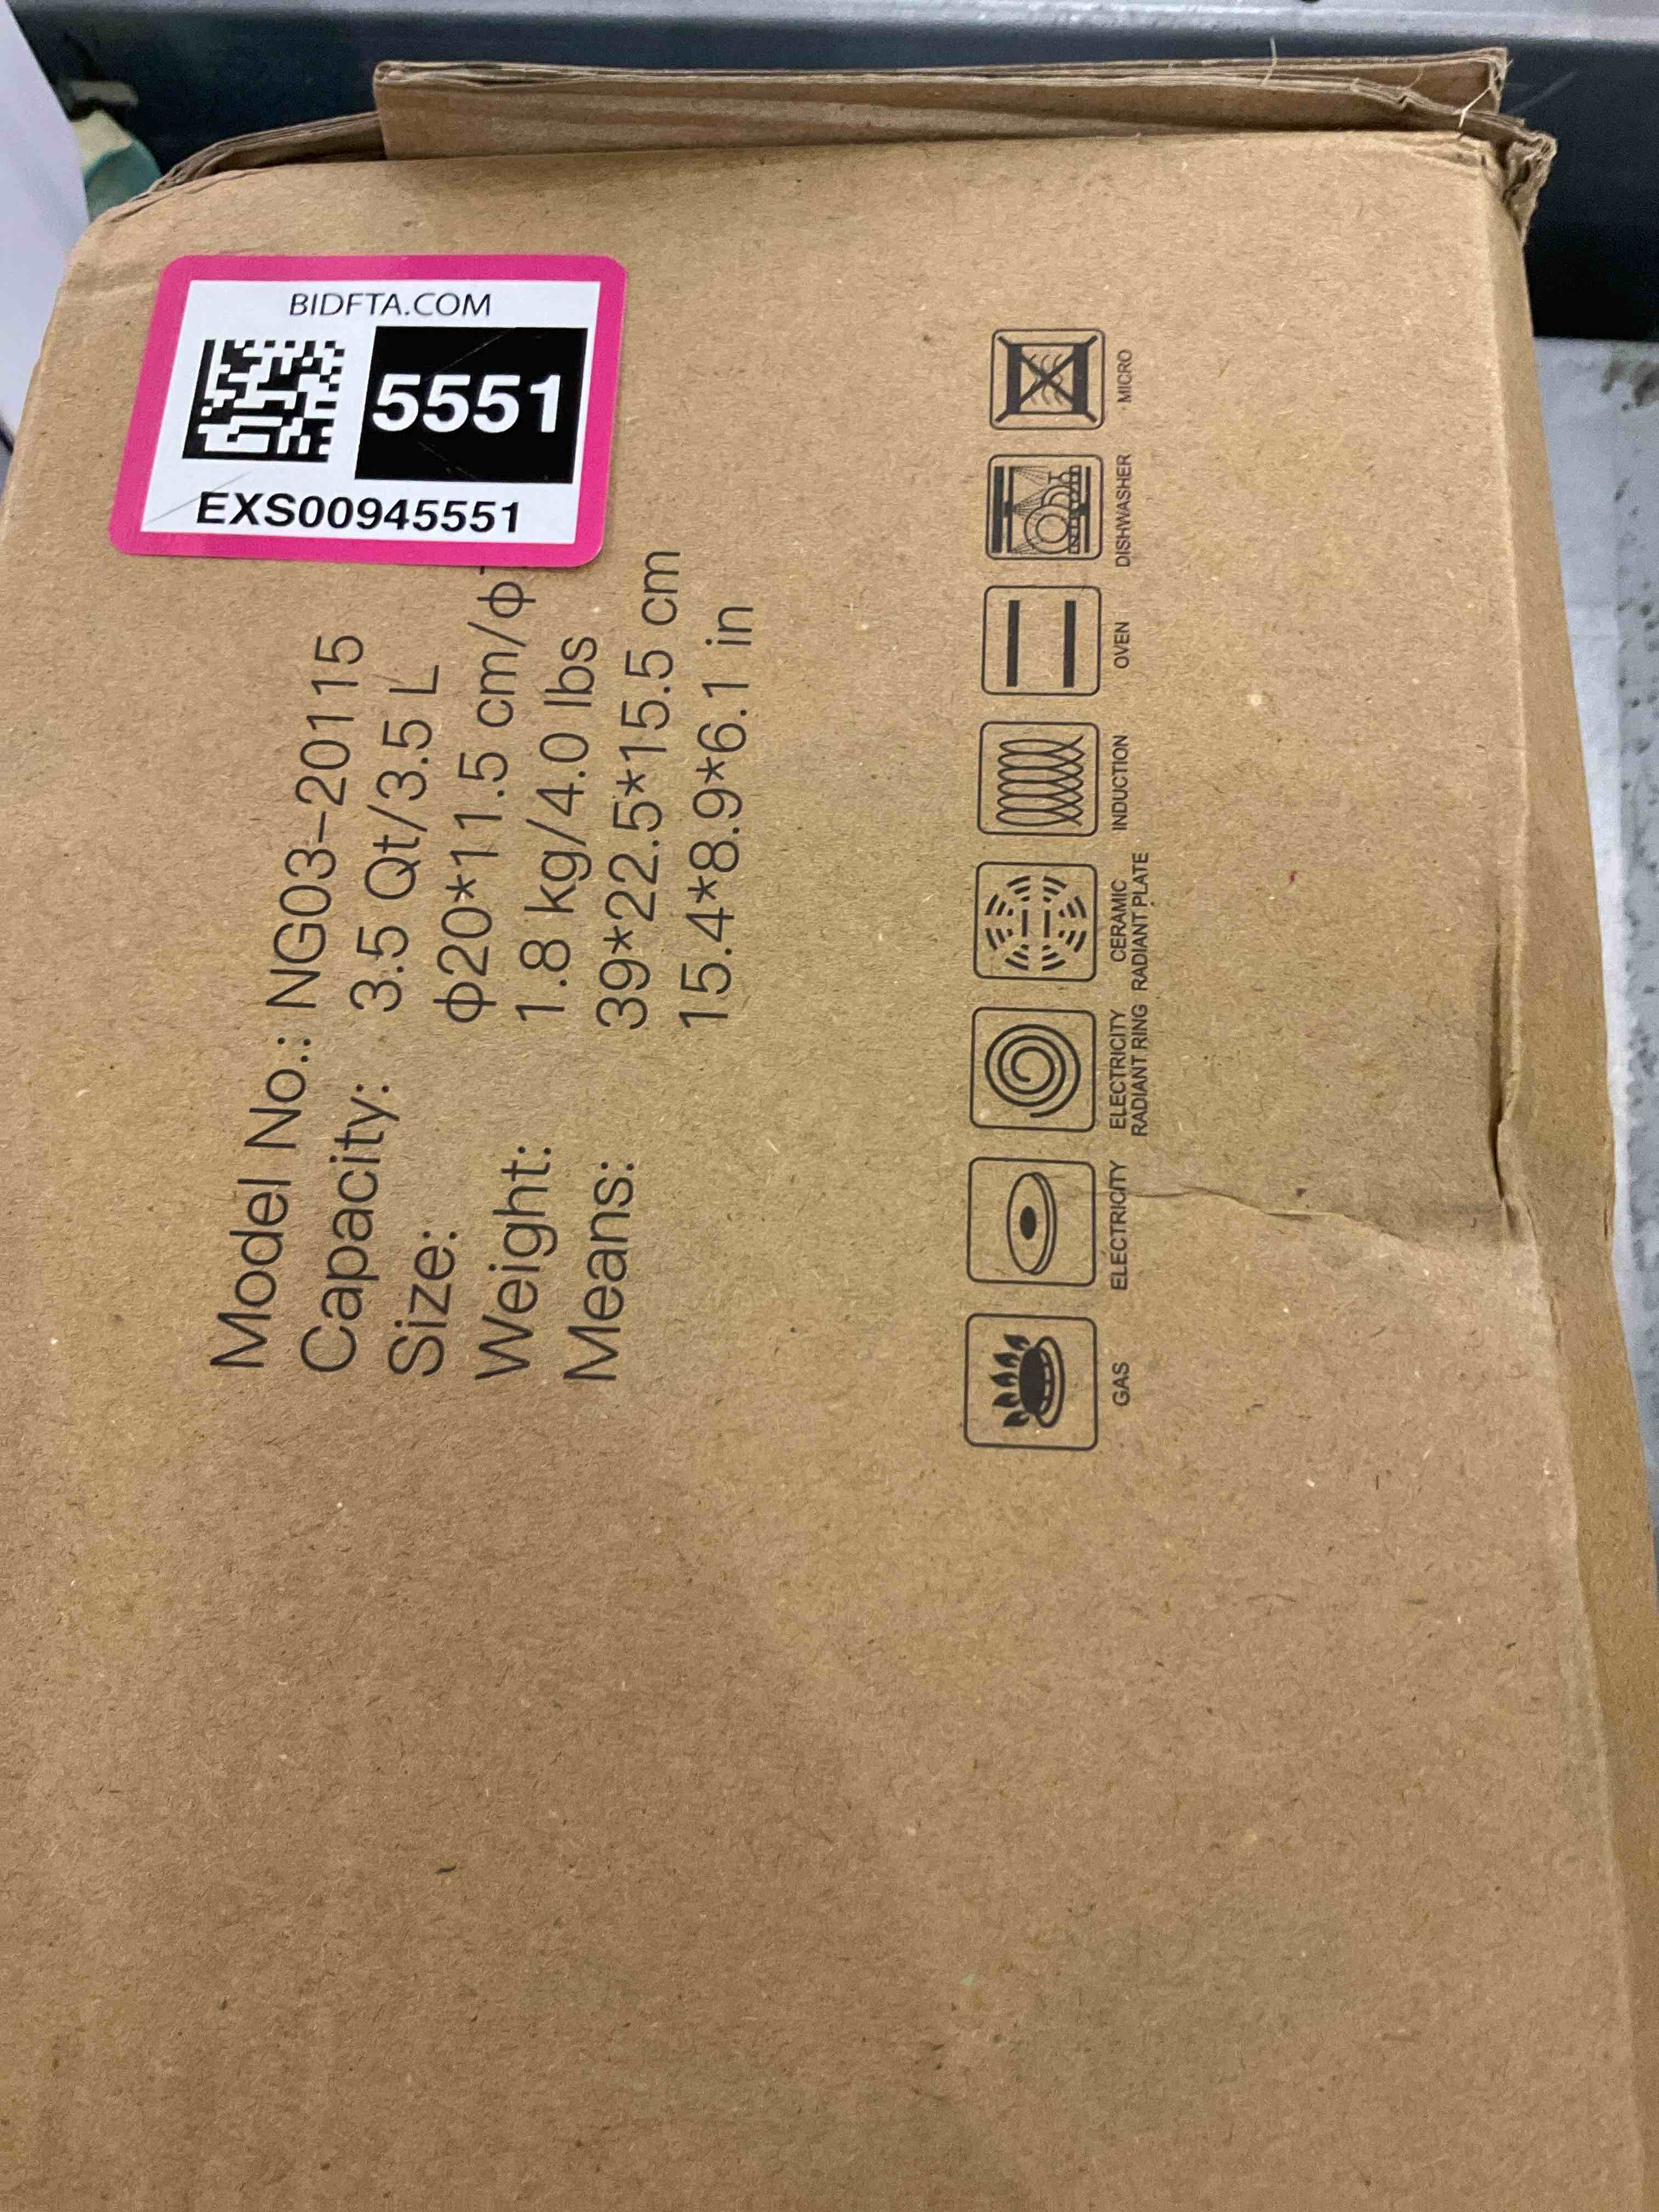 BIDFTA.COM
5551
EXS00945551
Model No.: NG03-20115
Capacity: 3.5 Qt/3.5 L
Size: ϕ20*11.5 cm/ϕ
Weight: 1.8 kg/4.0 lbs
Means: 39*22.5*15.5 cm
15.4*8.9*6.1 in
GAS
ELECTRICITY
ELECTRICITY
RADIANT RING
CERAMIC
RADIANT PLATE
INDUCTION
OVEN
DISHWASHER
MICRO